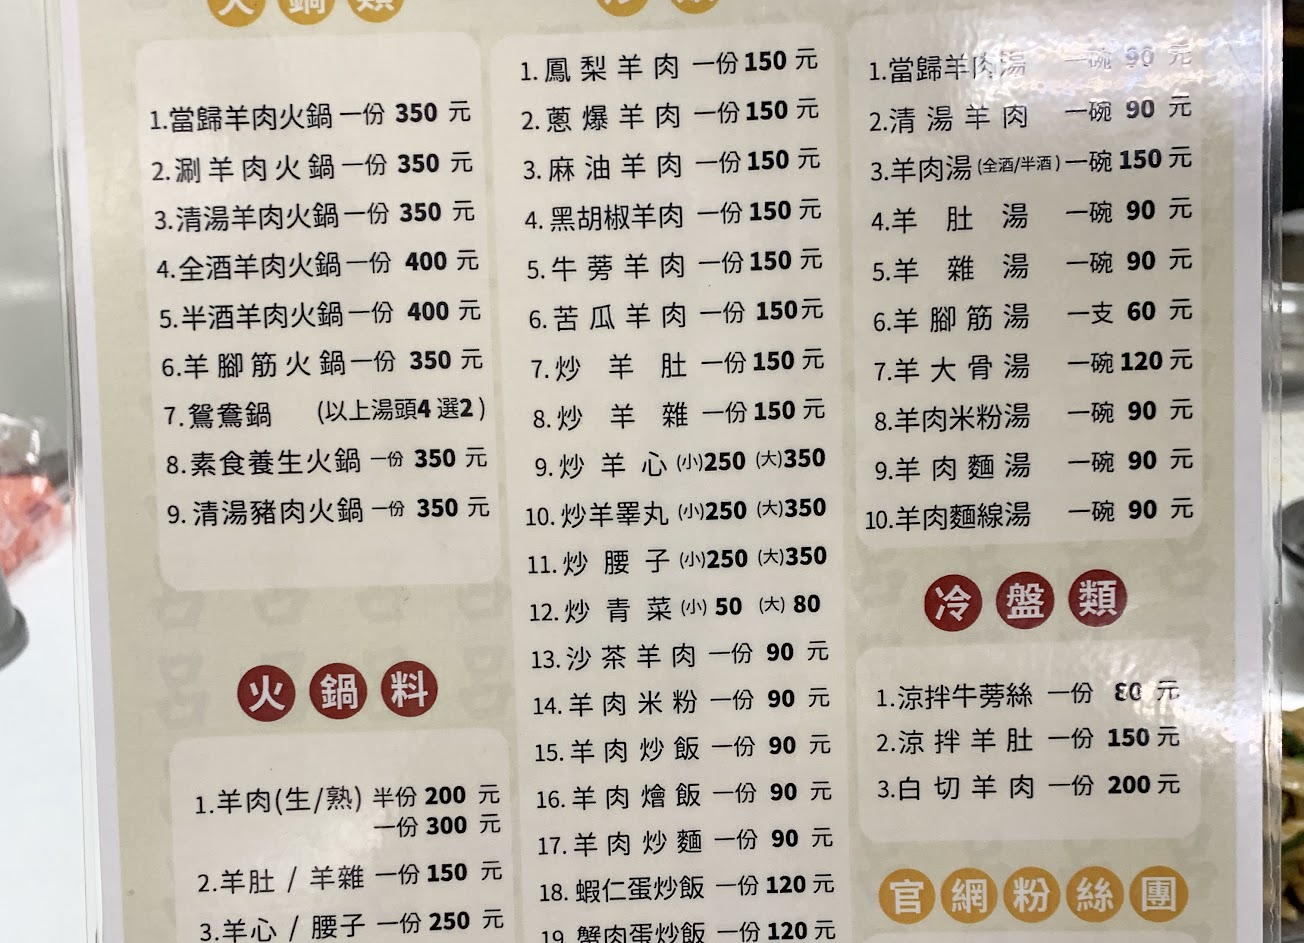 火鍋類
1.當歸羊肉火鍋 一份 350 元
2.涮羊肉火鍋 一份 350 元
3.清湯羊肉火鍋 一份 350 元
4.全酒羊肉火鍋 一份 400 元
5.半酒羊肉火鍋 一份 400 元
6.羊腳筋火鍋 一份 350 元
7.鴛鴦鍋 (以上湯頭4選2)
8.素食養生火鍋 一份 350 元
9.清湯豬肉火鍋 一份 350 元
火鍋料
1.羊肉(生/熟) 半份 200 元
一份 300 元
2.羊肚 / 羊雜 一份 150 元
3.羊心 / 腰子 一份 250 元
1.鳳梨羊肉 一份 150 元
2.蔥爆羊肉 一份 150 元
3.麻油羊肉 一份 150 元
4.黑胡椒羊肉 一份 150 元
5.牛蒡羊肉 一份 150 元
6.苦瓜羊肉 一份 150 元
7.炒羊肚 一份 150 元
8.炒羊雜 一份 150 元
9.炒羊心 (小)250 (大)350
10.炒羊睪丸 (小)250 (大)350
11.炒腰子 (小)250 (大)350
12.炒青菜 (小) 50 (大) 80
13.沙茶羊肉 一份 90 元
14.羊肉米粉 一份 90 元
15.羊肉炒飯 一份 90 元
16.羊肉燴飯 一份 90 元
17.羊肉炒麵 一份 90 元
18.蝦仁蛋炒飯 一份 120 元
19.蟹肉蛋炒飯 一份 120 元
1.當歸羊肉湯 一碗 90 元
2.清湯羊肉 一碗 90 元
3.羊肉湯(全酒/半酒) 一碗 150 元
4.羊肚湯 一碗 90 元
5.羊雜湯 一碗 90 元
6.羊腳筋湯 一支 60 元
7.羊大骨湯 一碗 120 元
8.羊肉米粉湯 一碗 90 元
9.羊肉麵湯 一碗 90 元
10.羊肉麵線湯 一碗 90 元
冷盤類
1.涼拌牛蒡絲 一份 80 元
2.涼拌羊肚 一份 150 元
3.白切羊肉 一份 200 元
官網粉絲團